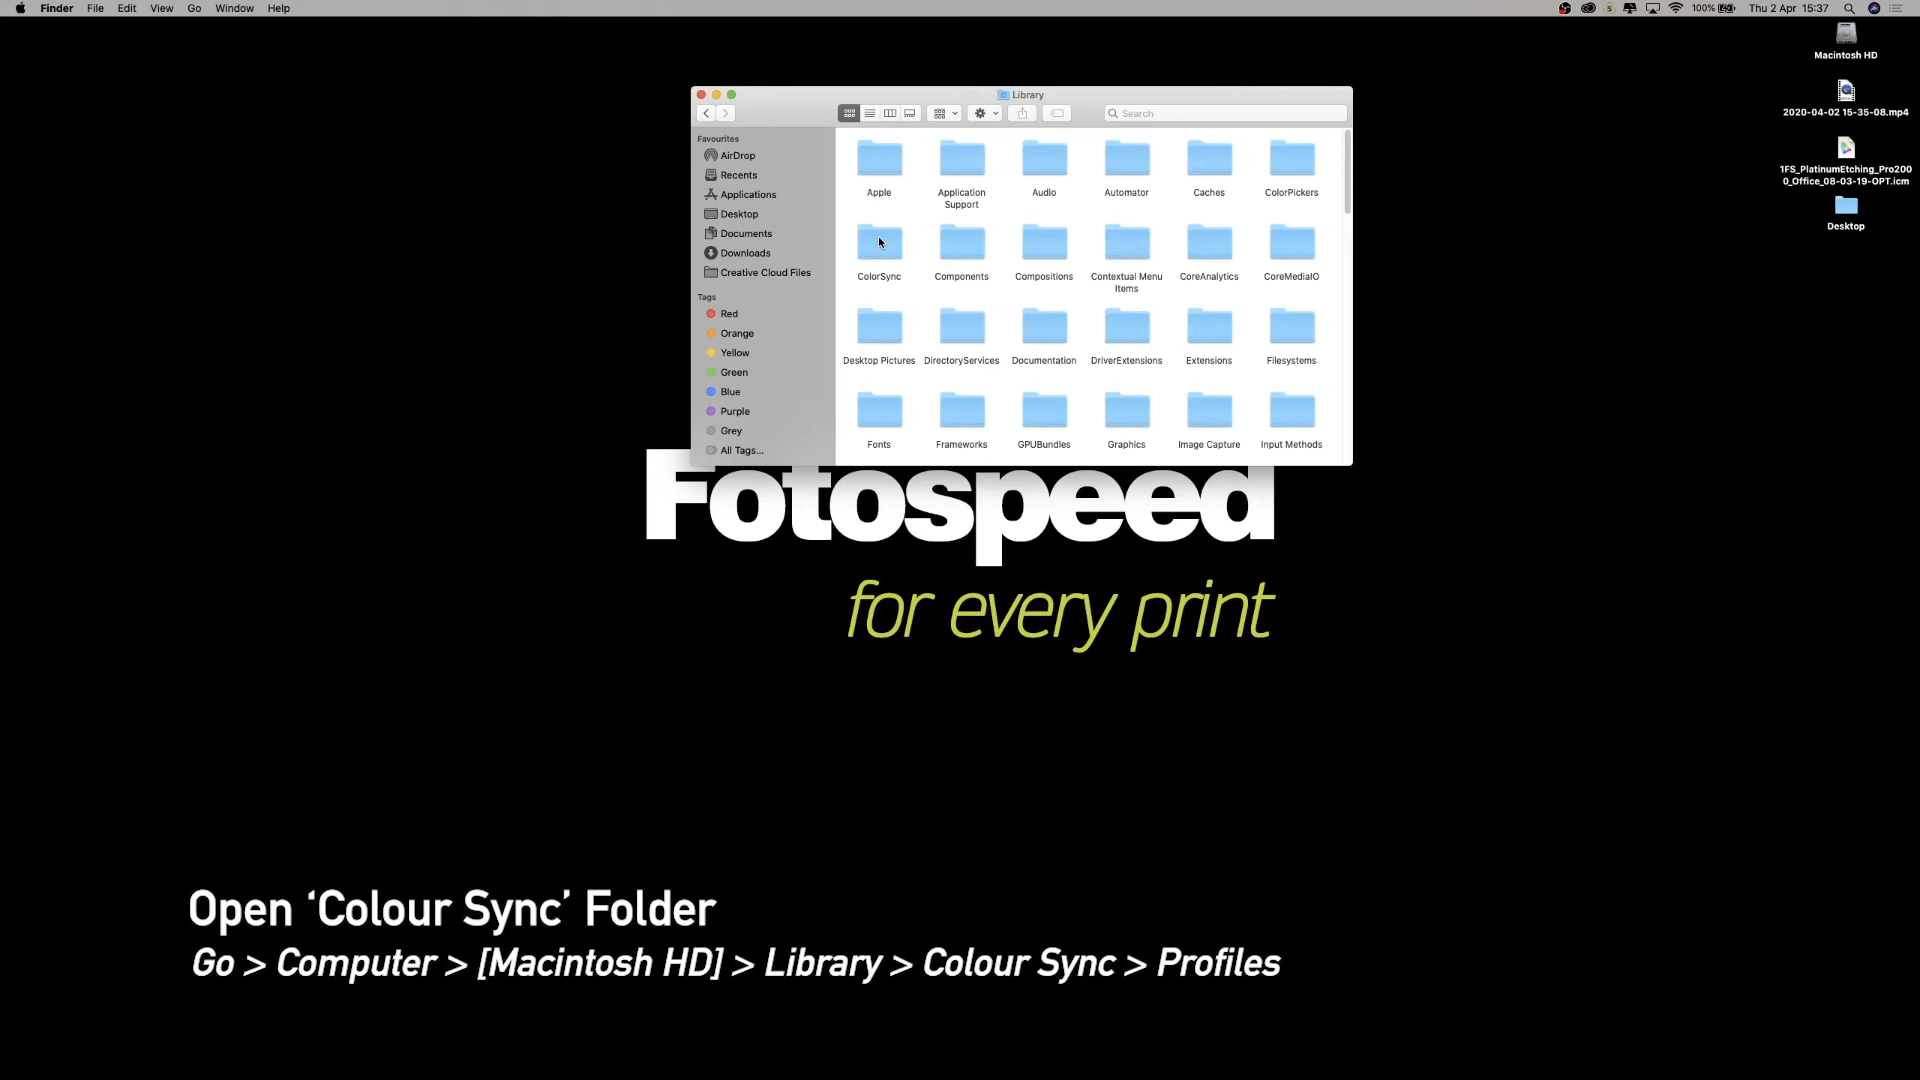 Finder File Edit View Go Window Help
100% Thu 2 Apr 15:37
Macintosh HD
2020-04-02 15-35-08.mp4
1FS_PlatinumEtching_Pro200
0_Office_08-03-19-OPT.icm
Desktop
Library
Search
Favourites
AirDrop
Recents
Applications
Desktop
Documents
Downloads
Creative Cloud Files
Tags
Red
Orange
Yellow
Green
Blue
Purple
Grey
All Tags...
Apple Application Support Audio Automator Caches ColorPickers
ColorSync Components Compositions Contextual Menu Items CoreAnalytics CoreMediaIO
Desktop Pictures DirectoryServices Documentation DriverExtensions Extensions Filesystems
Fonts Frameworks GPUBundles Graphics Image Capture Input Methods
Fotospeed
for every print
Open ‘Colour Sync’ Folder
Go > Computer > [Macintosh HD] > Library > Colour Sync > Profiles